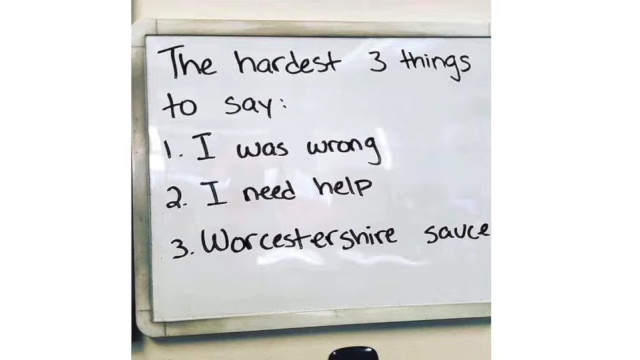 The hardest 3 things
to say:
1. I was wrong
2. I need help
3. Worcestershire sauce